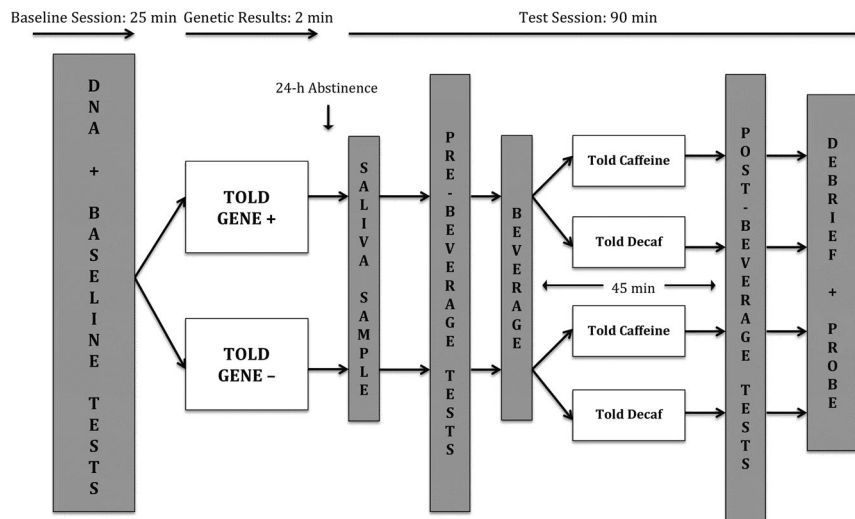 Baseline Session: 25 min
Genetic Results: 2 min
Test Session: 90 min
24-h Abstinence
DNA + BASELINE TESTS
TOLD
GENE +
TOLD
GENE –
SALIVA SAMPLE
PRE-BEVERAGE TESTS
BEVERAGE
Told Caffeine
Told Decaf
45 min
Told Caffeine
Told Decaf
POST-BEVERAGE TESTS
DEBRIEF + PROBE